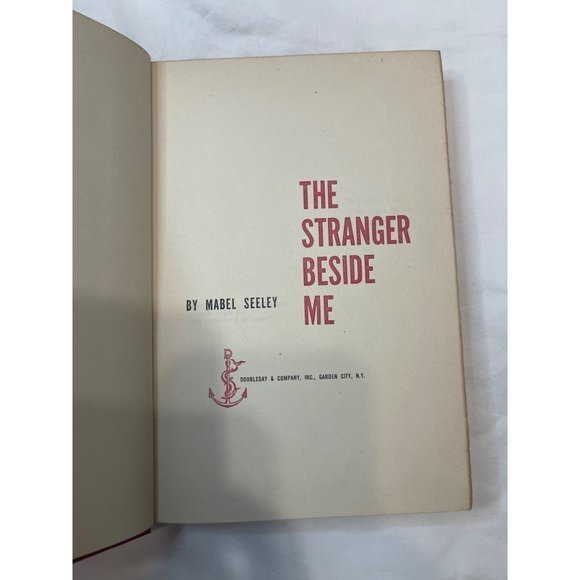 THE
STRANGER
BESIDE
ME
BY MABEL SEELEY
DOUBLEDAY & COMPANY, INC., GARDEN CITY, N.Y.